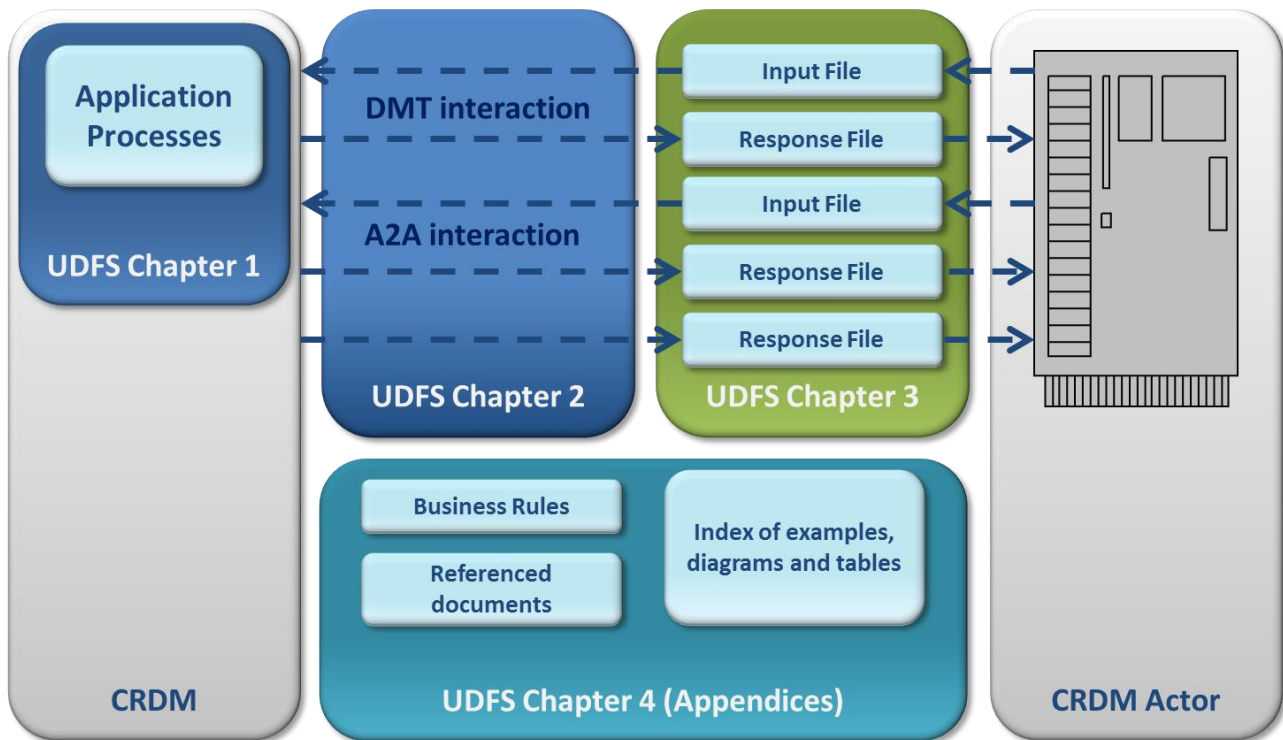 Application
Processes
UDFS Chapter 1
CRDM
DMT interaction
A2A interaction
UDFS Chapter 2
Input File
Response File
Input File
Response File
Response File
UDFS Chapter 3
Business Rules
Referenced
documents
Index of examples,
diagrams and tables
UDFS Chapter 4 (Appendices)
CRDM Actor